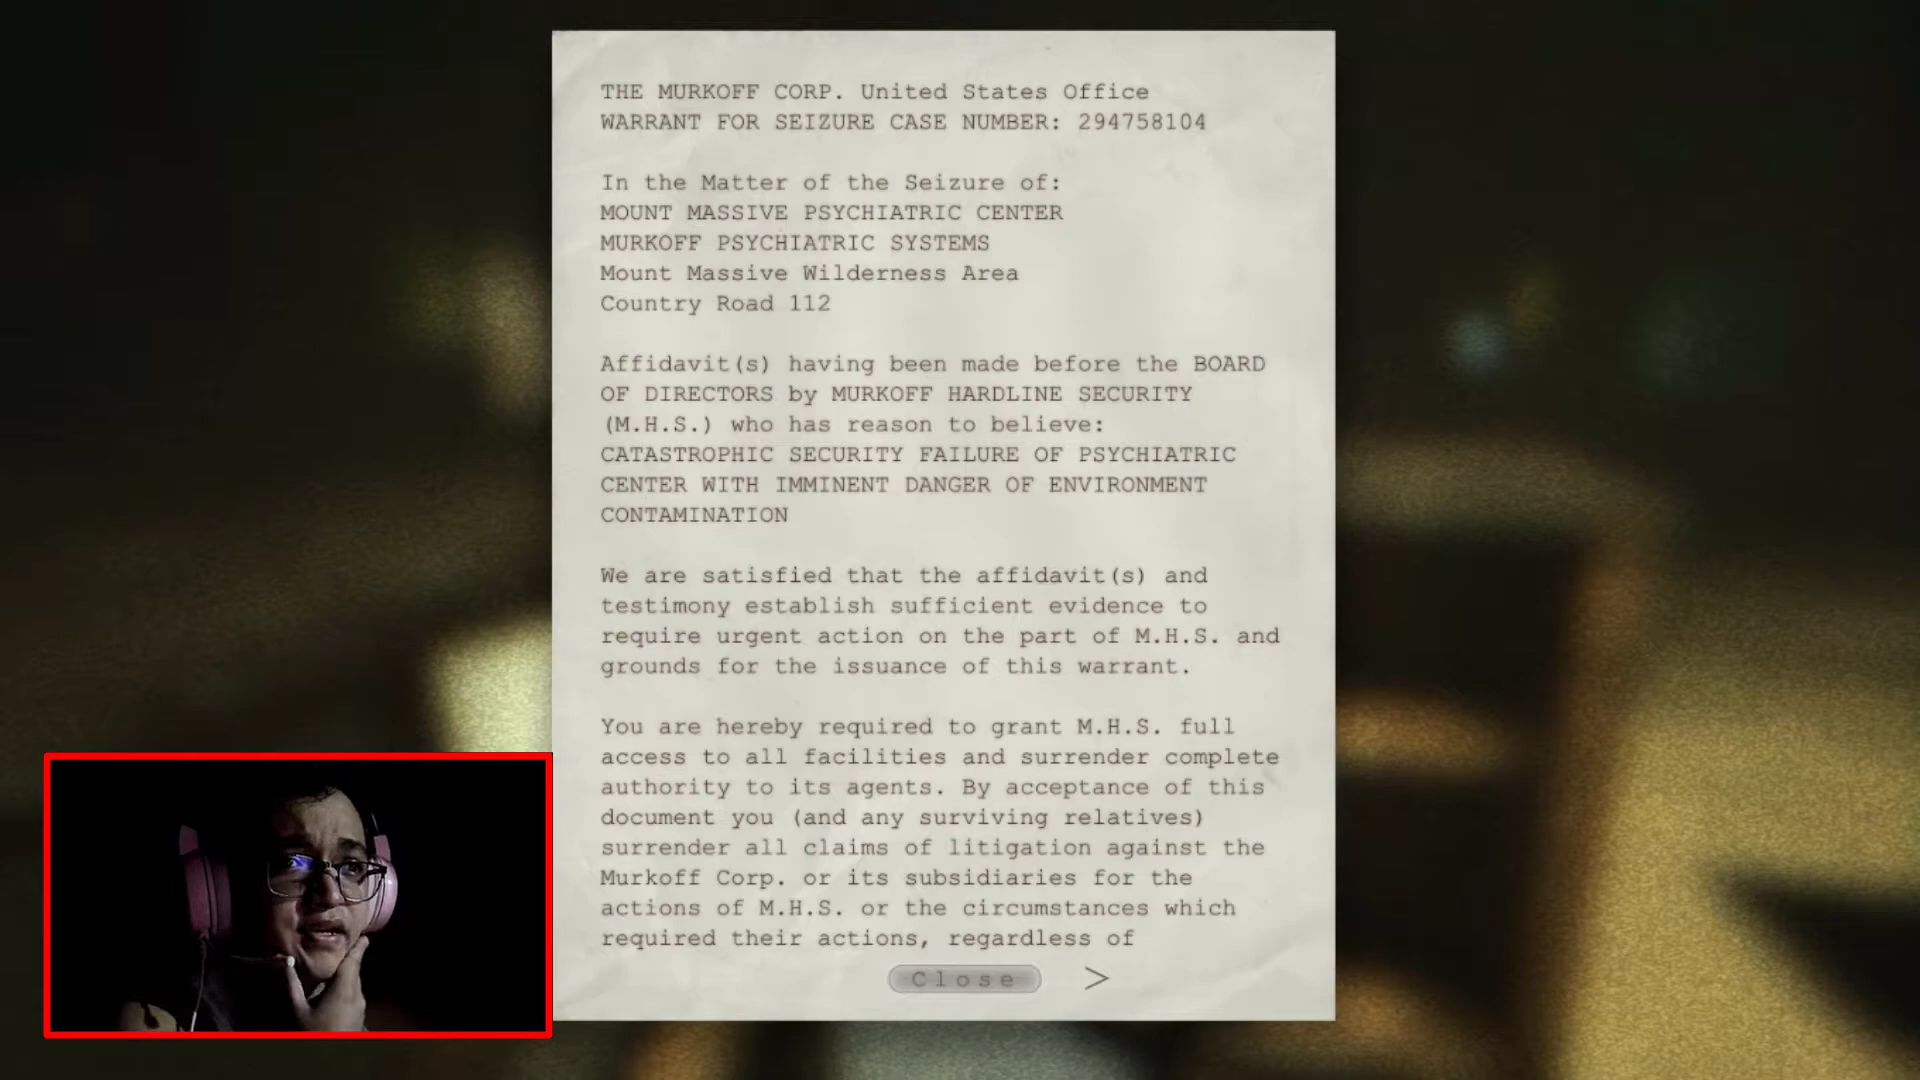 THE MURKOFF CORP. United States Office
WARRANT FOR SEIZURE CASE NUMBER: 294758104
In the Matter of the Seizure of:
MOUNT MASSIVE PSYCHIATRIC CENTER
MURKOFF PSYCHIATRIC SYSTEMS
Mount Massive Wilderness Area
Country Road 112
Affidavit(s) having been made before the BOARD
OF DIRECTORS by MURKOFF HARDLINE SECURITY
(M.H.S.) who has reason to believe:
CATASTROPHIC SECURITY FAILURE OF PSYCHIATRIC
CENTER WITH IMMINENT DANGER OF ENVIRONMENT
CONTAMINATION
We are satisfied that the affidavit(s) and
testimony establish sufficient evidence to
require urgent action on the part of M.H.S. and
grounds for the issuance of this warrant.
You are hereby required to grant M.H.S. full
access to all facilities and surrender complete
authority to its agents. By acceptance of this
document you (and any surviving relatives)
surrender all claims of litigation against the
Murkoff Corp. or its subsidiaries for the
actions of M.H.S. or the circumstances which
required their actions, regardless of
Close >